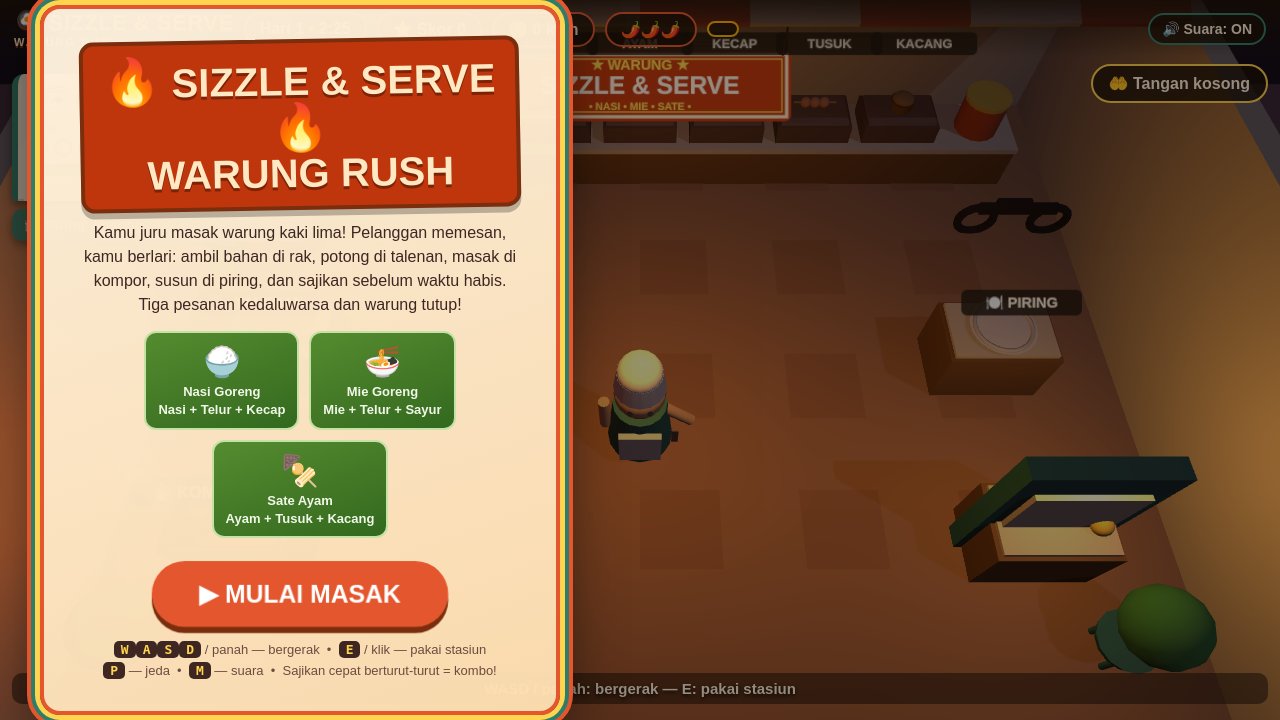 🔥 SIZZLE & SERVE 🔥
WARUNG RUSH
Kamu juru masak warung kaki lima! Pelanggan memesan,
kamu berlari: ambil bahan di rak, potong di talenan, masak di
kompor, susun di piring, dan sajikan sebelum waktu habis.
Tiga pesanan kedaluwarsa dan warung tutup!
Nasi Goreng
Nasi + Telur + Kecap
Mie Goreng
Mie + Telur + Sayur
Sate Ayam
Ayam + Tusuk + Kacang
▶ MULAI MASAK
W A S D / panah — bergerak • E / klik — pakai stasiun
P — jeda • M — suara • Sajikan cepat berturut-turut = kombo!
🔊 Suara: ON
🤲 Tangan kosong
AYAM
KECAP
TUSUK
KACANG
★ WARUNG ★
ZZLE & SERVE
• NASI • MIE • SATE •
🍽️ PIRING
WASD / panah: bergerak — E: pakai stasiun